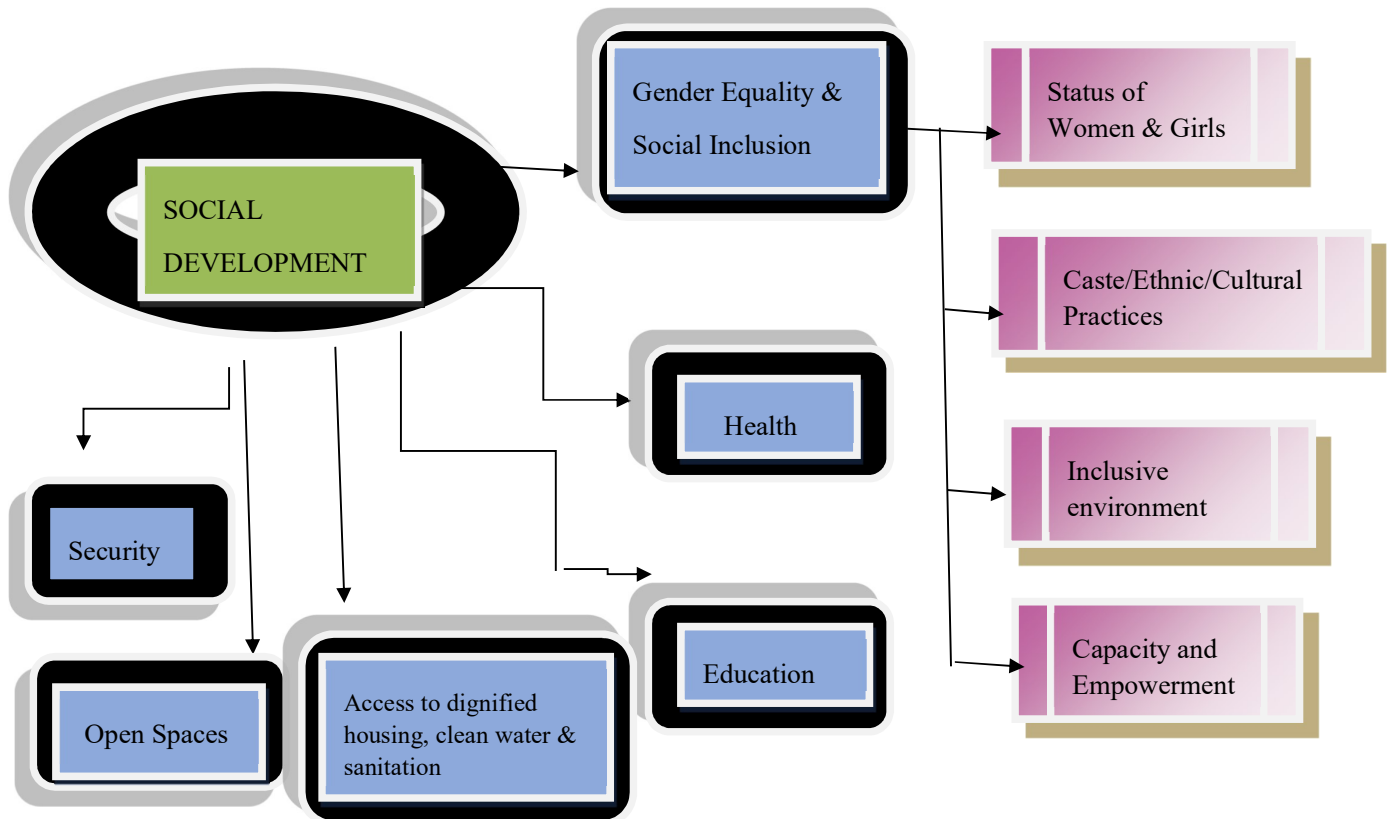 SOCIAL
DEVELOPMENT
Gender Equality &
Social Inclusion
Status of
Women & Girls
Caste/Ethnic/Cultural
Practices
Inclusive
environment
Capacity and
Empowerment
Health
Education
Access to dignified
housing, clean water &
sanitation
Open Spaces
Security